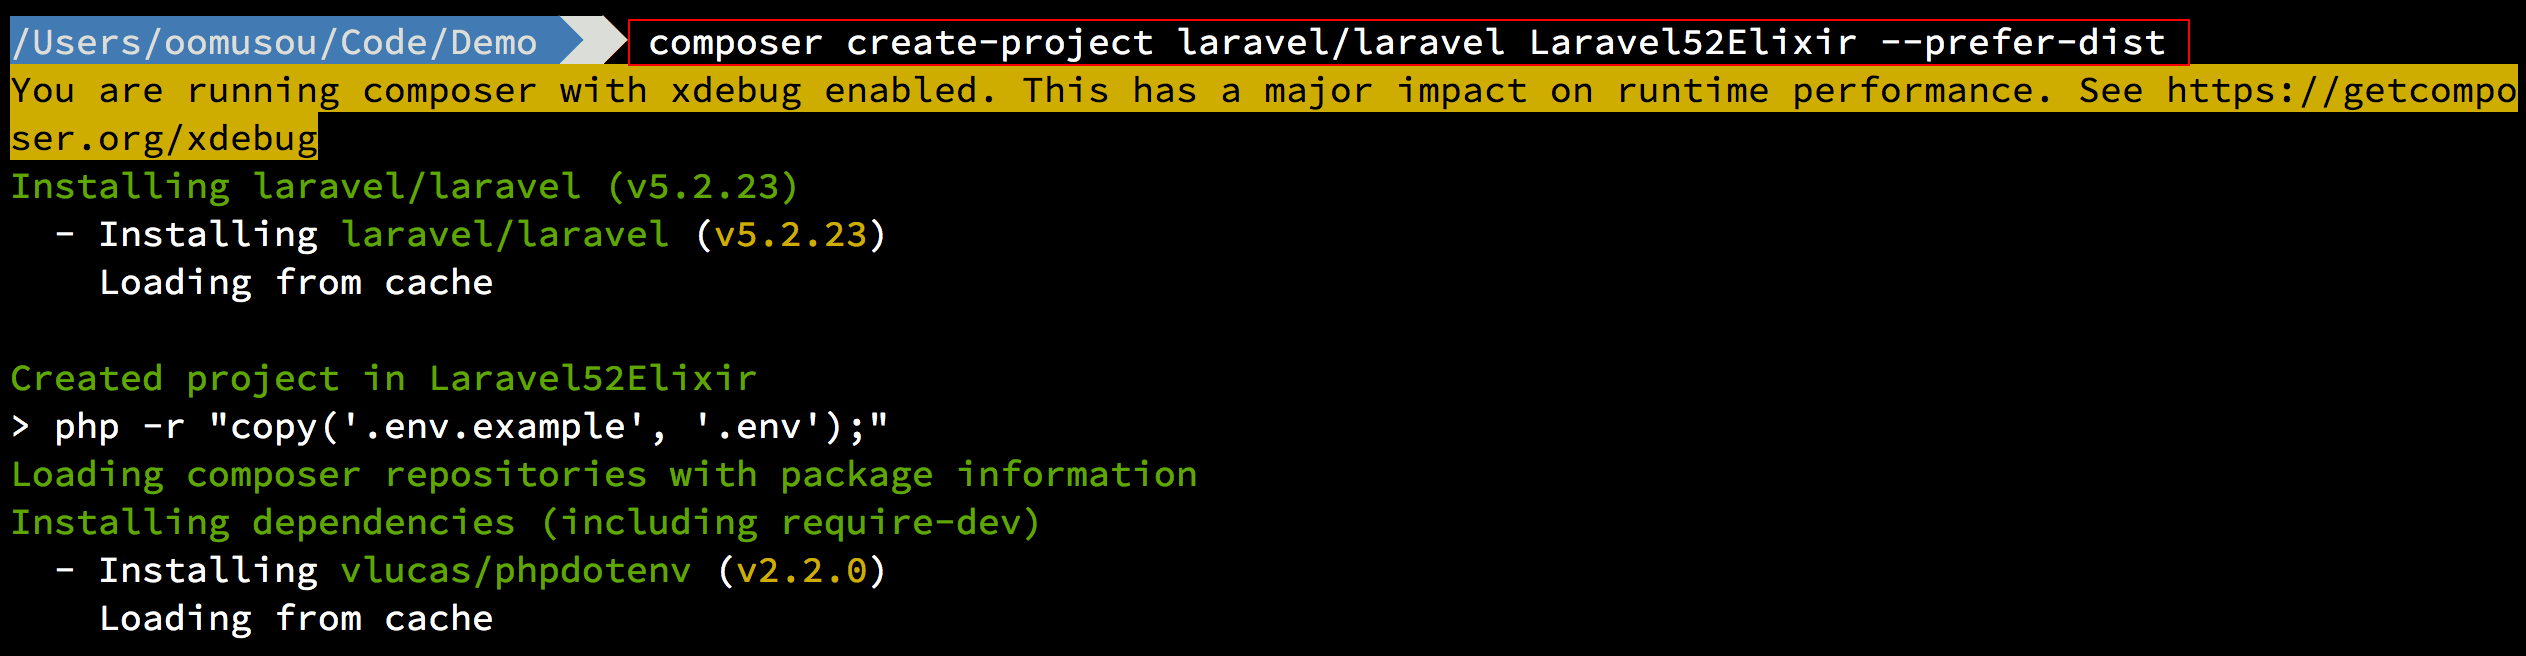 /Users/oomusou/Code/Demo composer create-project laravel/laravel Laravel52Elixir --prefer-dist
You are running composer with xdebug enabled. This has a major impact on runtime performance. See https://getcompo
ser.org/xdebug
Installing laravel/laravel (v5.2.23)
  - Installing laravel/laravel (v5.2.23)
    Loading from cache

Created project in Laravel52Elixir
> php -r "copy('.env.example', '.env');"
Loading composer repositories with package information
Installing dependencies (including require-dev)
  - Installing vlucas/phpdotenv (v2.2.0)
    Loading from cache